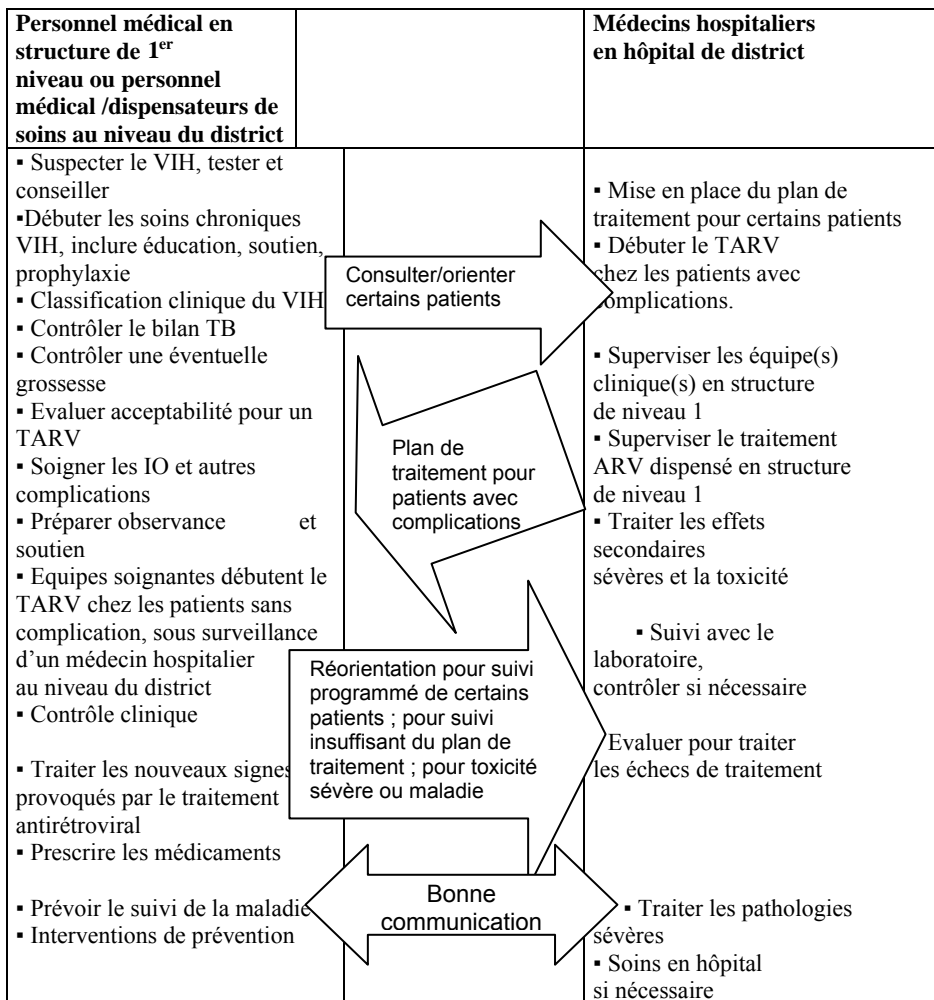 Personnel médical en
structure de 1er
niveau ou personnel
médical /dispensateurs de
soins au niveau du district
▪ Suspecter le VIH, tester et
conseiller
▪Débuter les soins chroniques
VIH, inclure éducation, soutien,
prophylaxie
▪ Classification clinique du VIH
▪ Contrôler le bilan TB
▪ Contrôler une éventuelle
grossesse
▪ Evaluer acceptabilité pour un
TARV
▪ Soigner les IO et autres
complications
▪ Préparer observance et
soutien
▪ Equipes soignantes débutent le
TARV chez les patients sans
complication, sous surveillance
d'un médecin hospitalier
au niveau du district
▪ Contrôle clinique
▪ Traiter les nouveaux signes
provoqués par le traitement
antirétroviral
▪ Prescrire les médicaments
▪ Prévoir le suivi de la maladie
▪ Interventions de prévention
Consulter/orienter
certains patients
Plan de
traitement pour
patients avec
complications
Réorientation pour suivi
programmé de certains
patients ; pour suivi
insuffisant du plan de
traitement ; pour toxicité
sévère ou maladie
Bonne
communication
Médecins hospitaliers
en hôpital de district
▪ Mise en place du plan de
traitement pour certains patients
▪ Débuter le TARV
chez les patients avec
complications.
▪ Superviser les équipe(s)
clinique(s) en structure
de niveau 1
▪ Superviser le traitement
ARV dispensé en structure
de niveau 1
▪ Traiter les effets
secondaires
sévères et la toxicité
▪ Suivi avec le
laboratoire,
contrôler si nécessaire
Evaluer pour traiter
les échecs de traitement
▪ Traiter les pathologies
sévères
▪ Soins en hôpital
si nécessaire